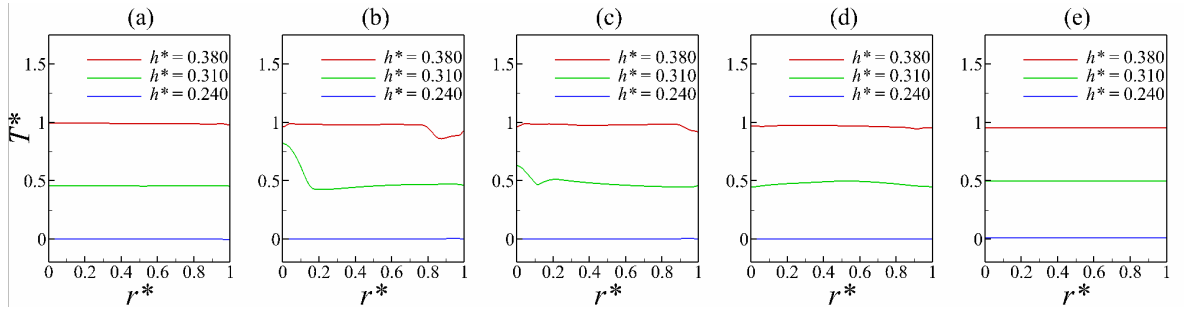 (a) (b) (c) (d) (e)
h* = 0.380 h* = 0.380 h* = 0.380 h* = 0.380 h* = 0.380
1.5 1.5 1.5 1.5 1.5
h* = 0.310 h* = 0.310 h* = 0.310 h* = 0.310 h* = 0.310
h* = 0.240 h* = 0.240 h* = 0.240 h* = 0.240 h* = 0.240
T* 1 1 1 1 1
0.5 0.5 0.5 0.5 0.5
0 0 0 0 0
0 0.2 0.4 0.6 0.8 1 0 0.2 0.4 0.6 0.8 1 0 0.2 0.4 0.6 0.8 1 0 0.2 0.4 0.6 0.8 1 0 0.2 0.4 0.6 0.8 1
r* r* r* r* r*